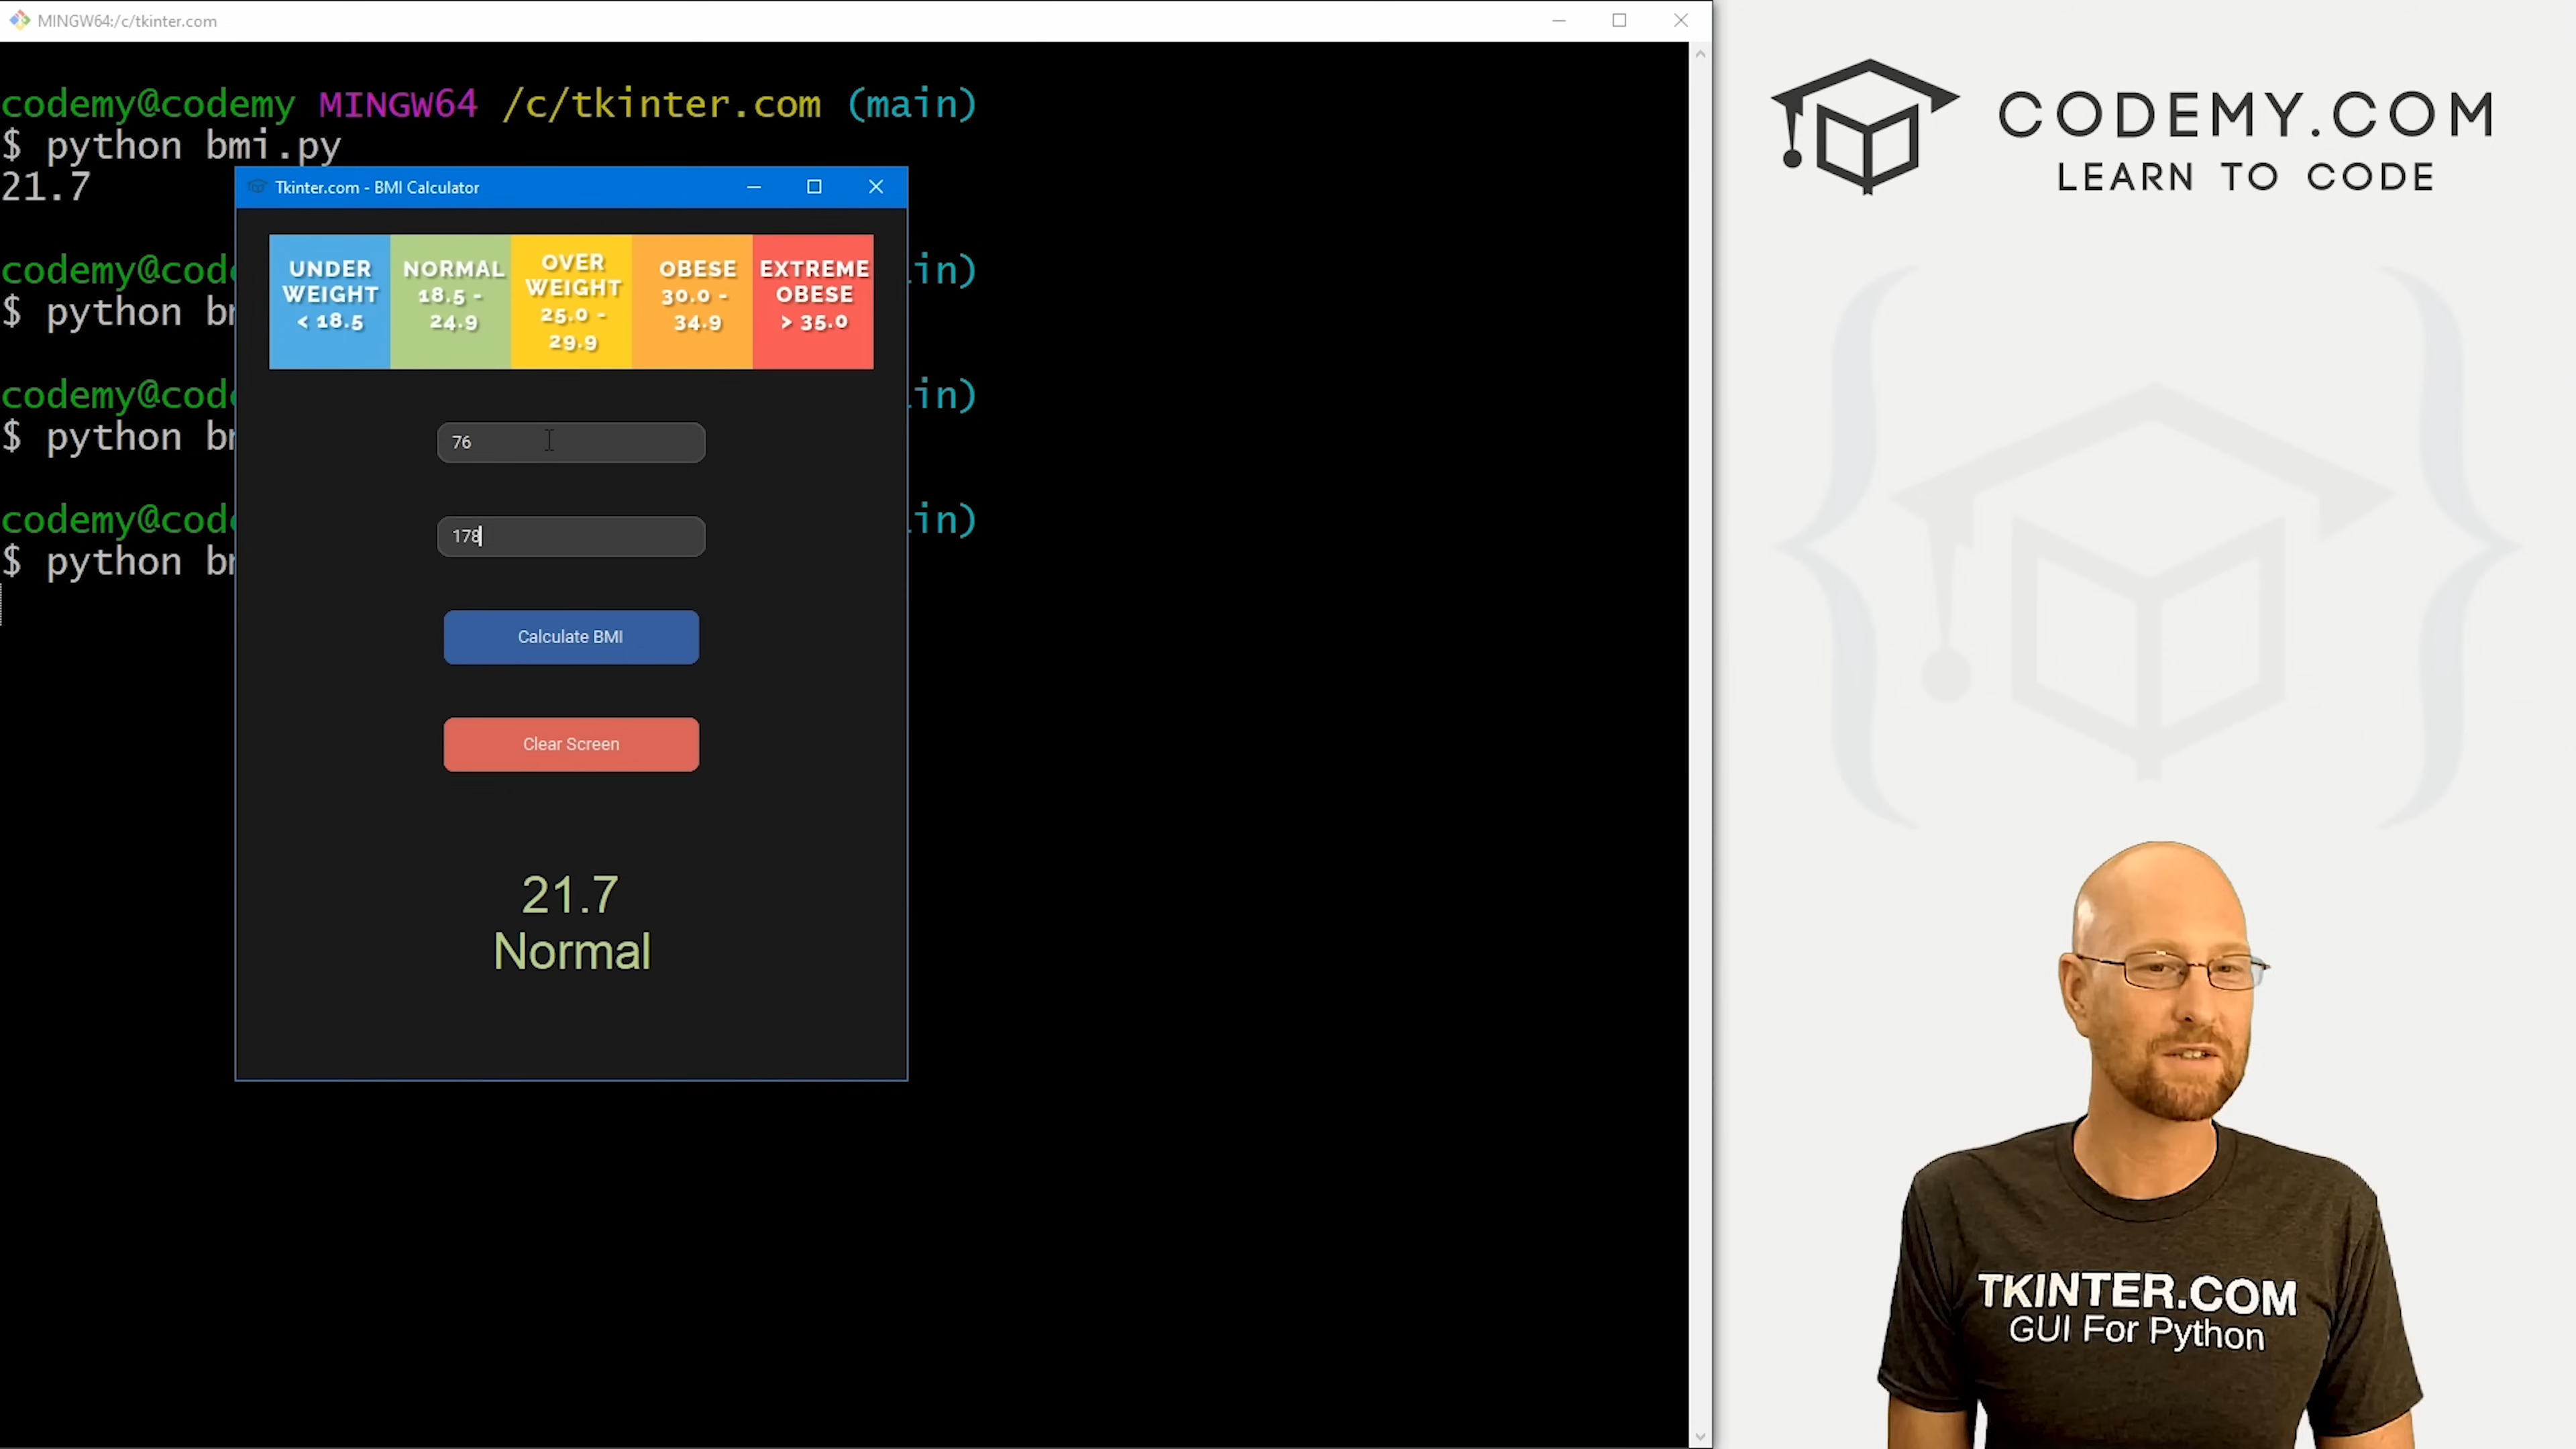 MINGW64:/c/tkinter.com
codemy@codemy MINGW64 /c/tkinter.com (main)
$ python bmi.py
21.7
codemy@cod
in)
$ python b
codemy@cod
in)
$ python b
codemy@cod
in)
$ python b
Tkinter.com - BMI Calculator
UNDER
WEIGHT
< 18.5
NORMAL
18.5 -
24.9
OVER
WEIGHT
25.0 -
29.9
OBESE
30.0 -
34.9
EXTREME
OBESE
> 35.0
76
178
Calculate BMI
Clear Screen
21.7
Normal
CODEMY.COM
LEARN TO CODE
TKINTER.COM
GUI For Python